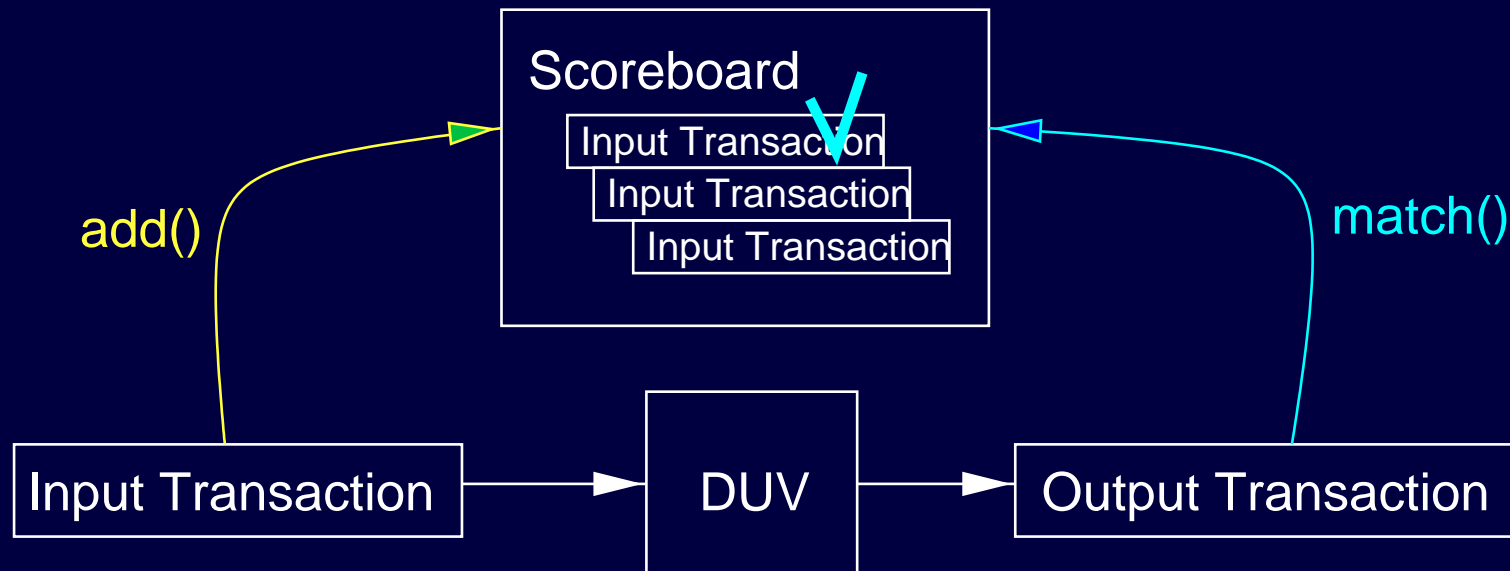 Scoreboard
Input Transaction
Input Transaction
Input Transaction
add()
match()
Input Transaction
DUV
Output Transaction